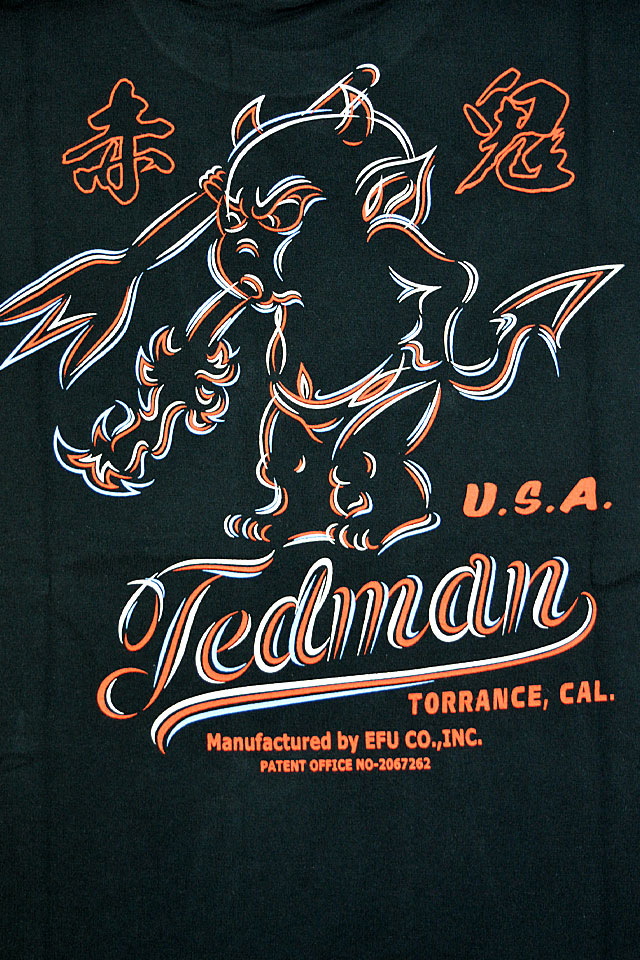 赤鬼
U.S.A.
Tedman
TORRANCE, CAL.
Manufactured by EFU CO.,INC.
PATENT OFFICE NO-2067262